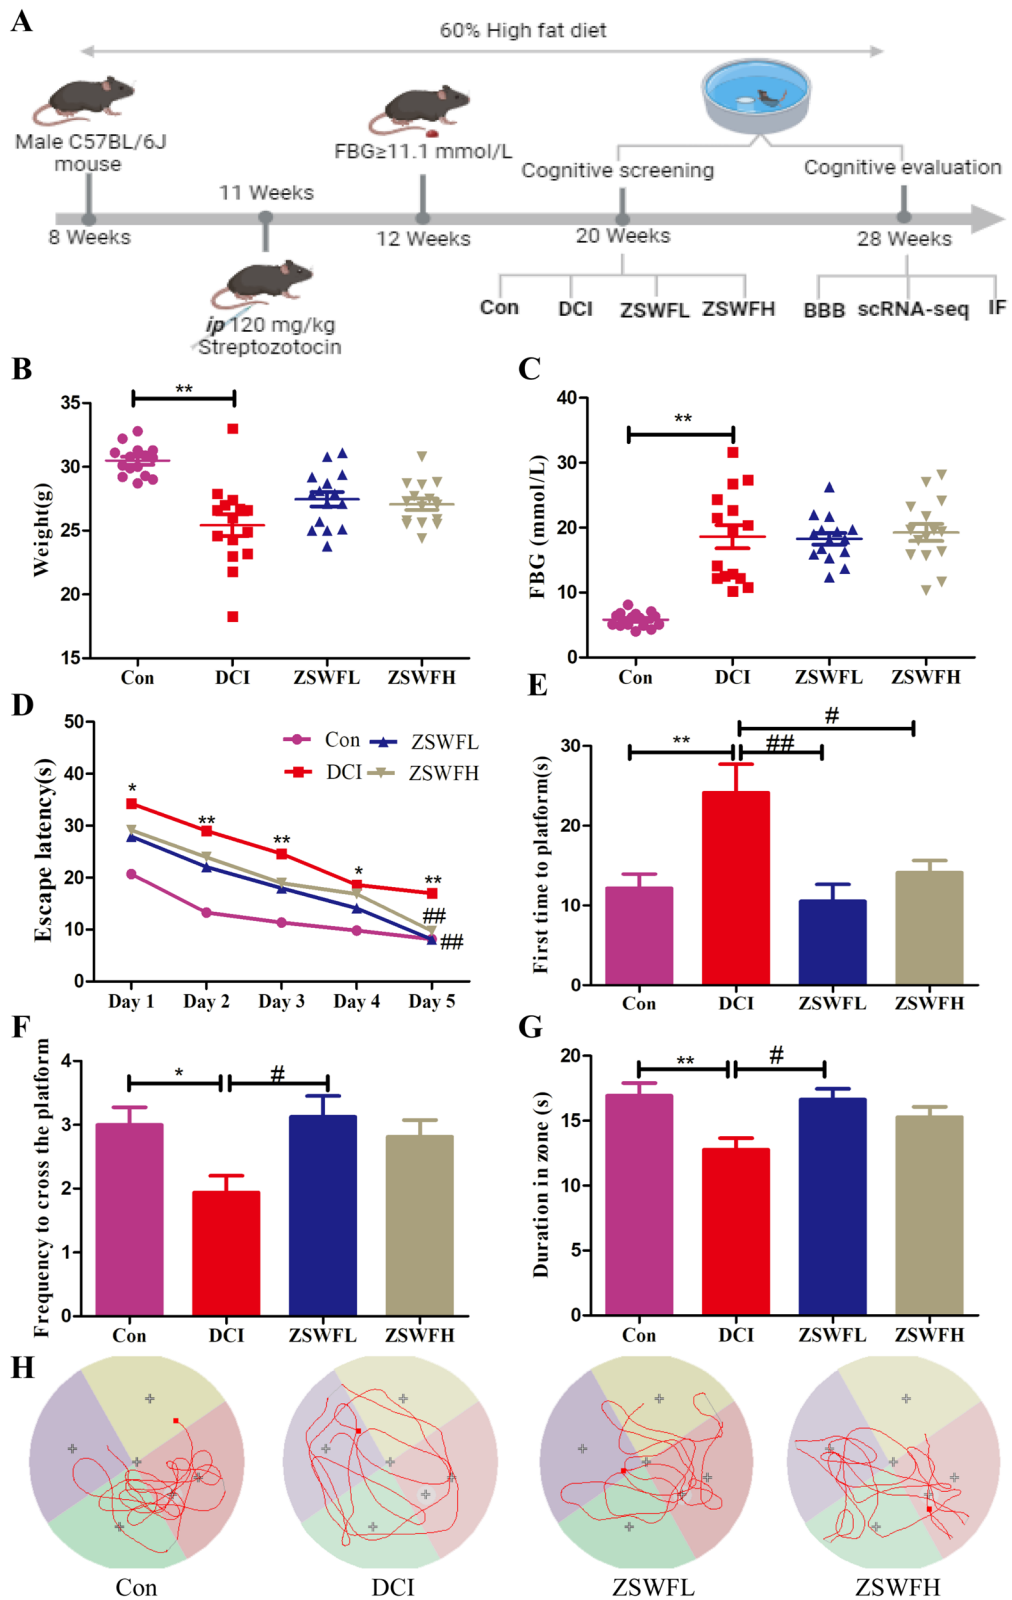 A
60% High fat diet
Male C57BL/6J
mouse
FBG≥11.1 mmol/L
Cognitive screening
Cognitive evaluation
11 Weeks
8 Weeks
12 Weeks
20 Weeks
28 Weeks
ip 120 mg/kg
Streptozotocin
Con
DCI
ZSWFL
ZSWFH
BBB
scRNA-seq
IF
B
**
Weight(g)
35
30
25
20
15
Con
DCI
ZSWFL
ZSWFH
C
**
FBG (mmol/L)
40
30
20
10
0
Con
DCI
ZSWFL
ZSWFH
D
Escape latency(s)
50
40
30
20
10
0
Con
ZSWFL
DCI
ZSWFH
*
**
**
*
**
##
##
Day 1
Day 2
Day 3
Day 4
Day 5
E
First time to platform(s)
30
20
10
0
**
##
#
Con
DCI
ZSWFL
ZSWFH
F
Frequency to cross the platform
4
3
2
1
0
*
#
Con
DCI
ZSWFL
ZSWFH
G
Duration in zone (s)
20
15
10
5
0
**
#
Con
DCI
ZSWFL
ZSWFH
H
Con
DCI
ZSWFL
ZSWFH